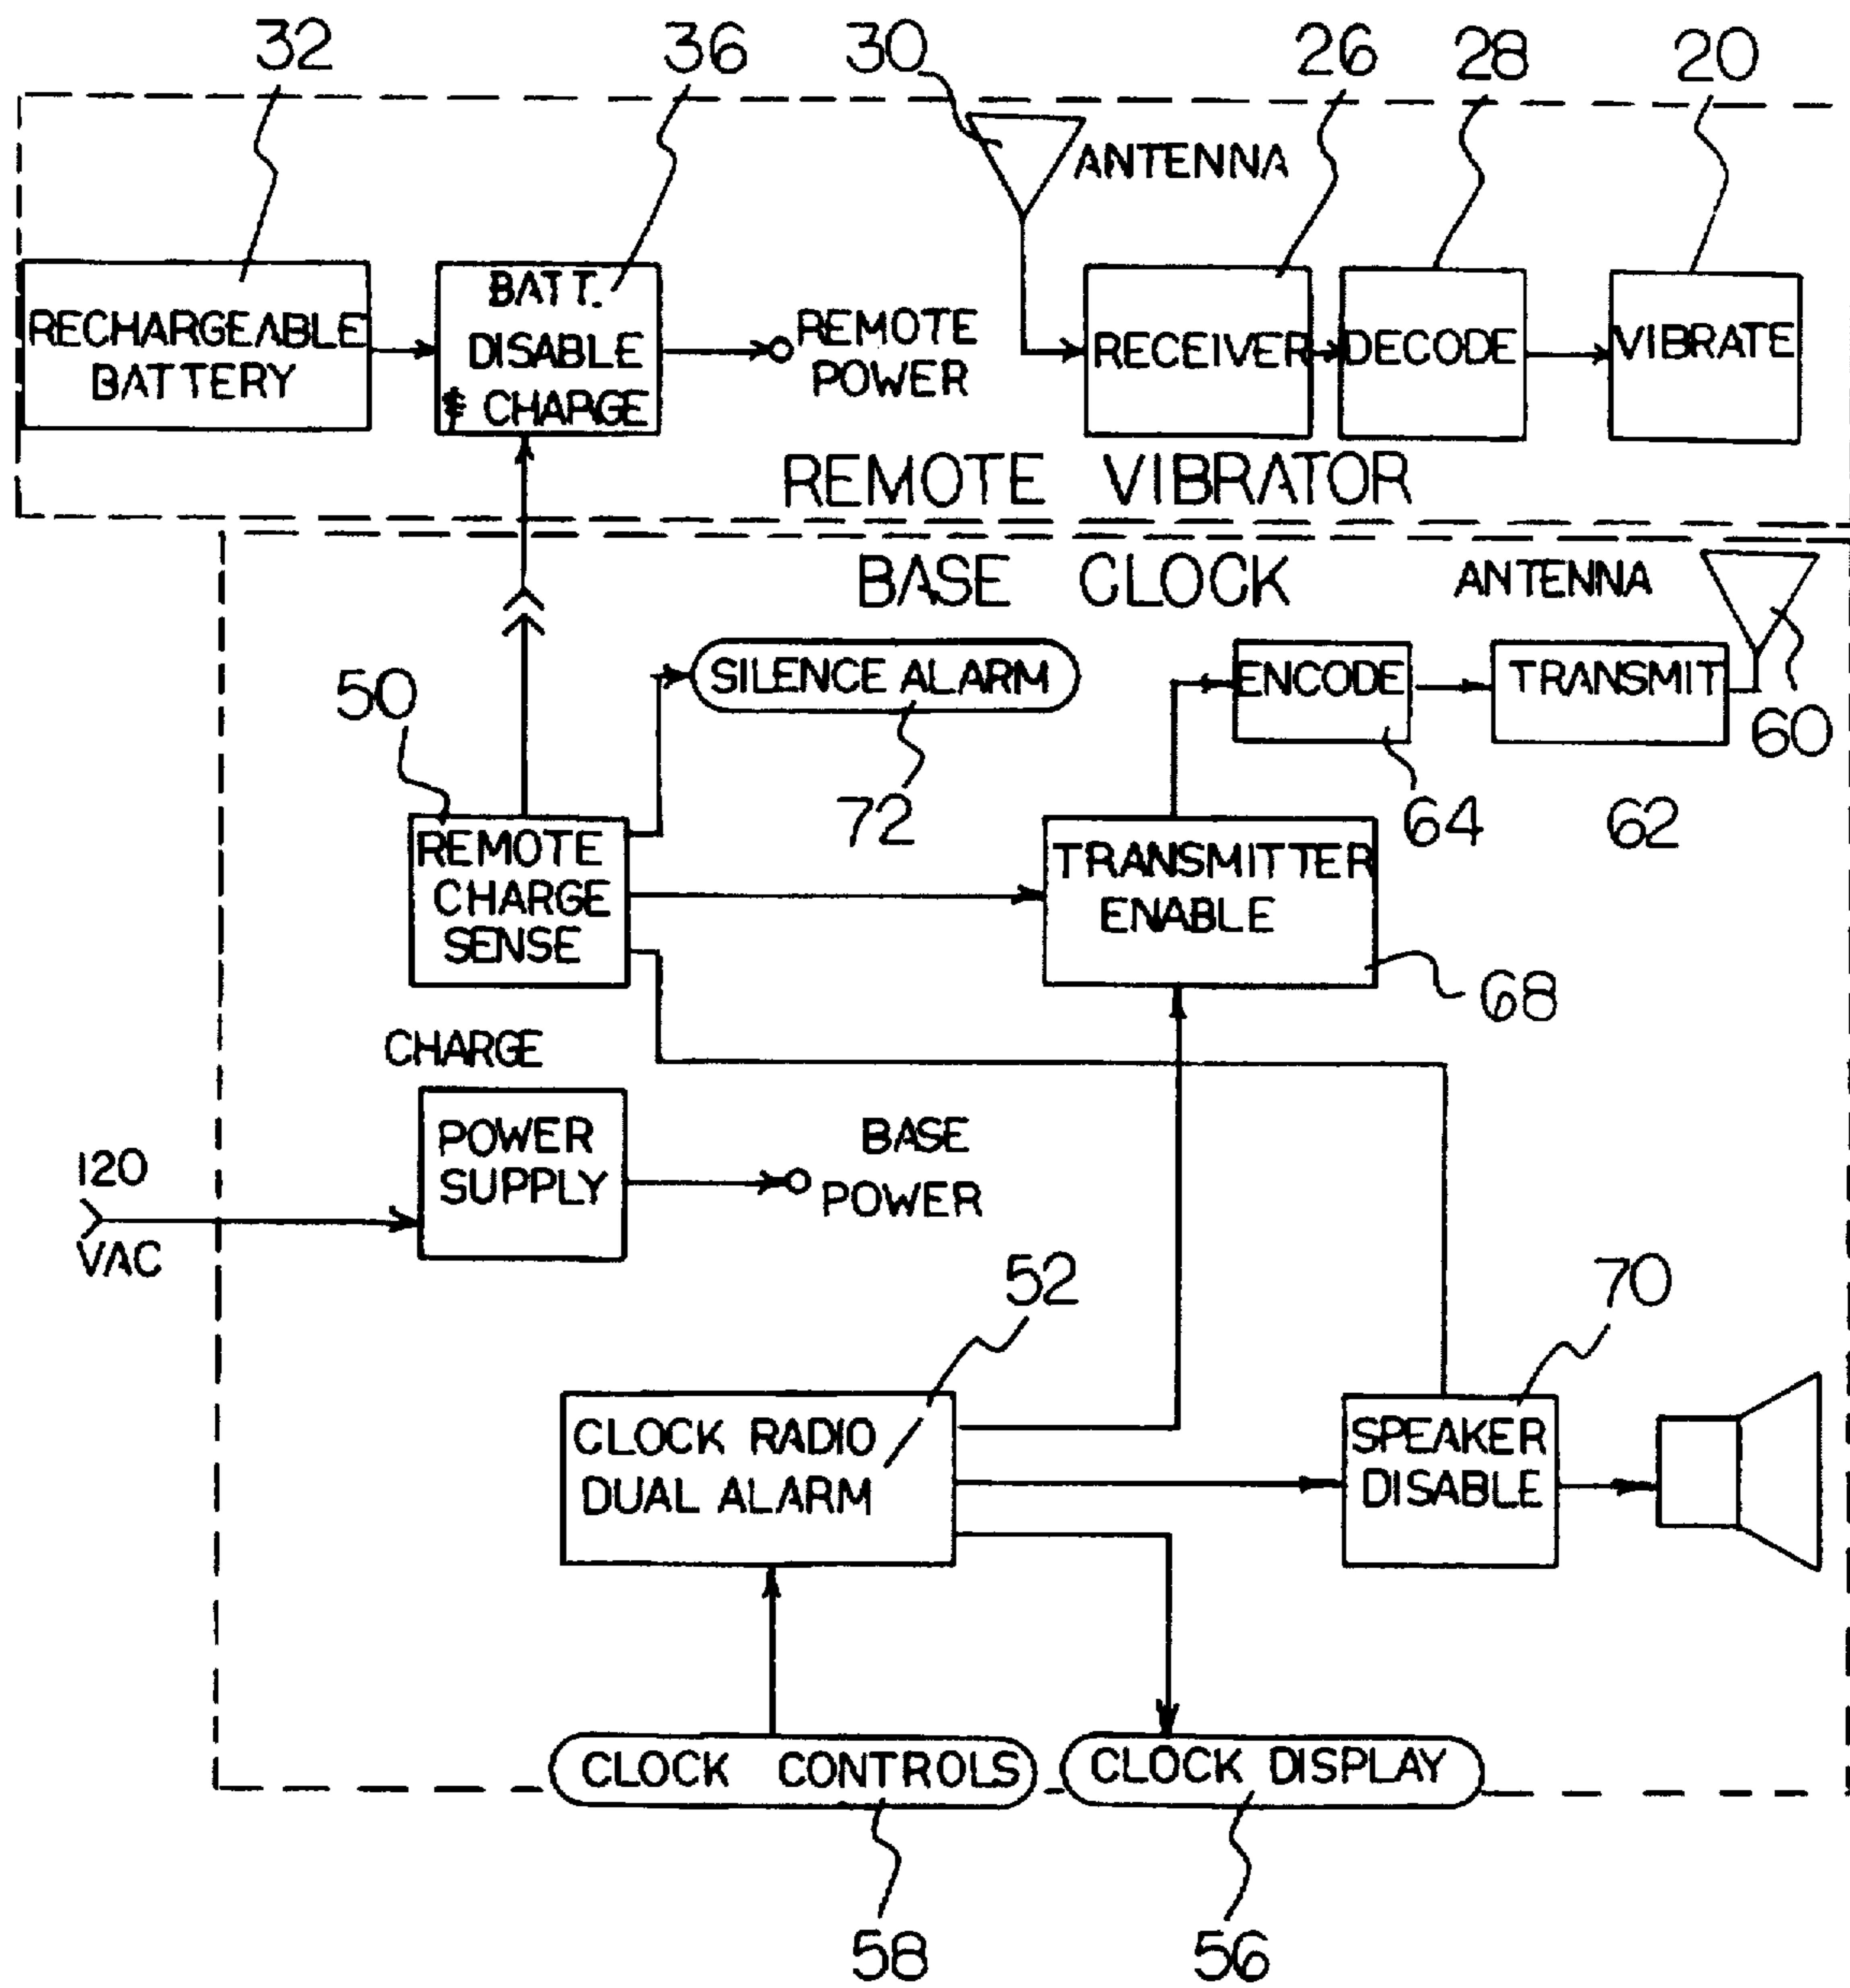 32
36
30
26
28
20
ANTENNA
RECHARGEABLE
BATTERY
BATT.
DISABLE
& CHARGE
REMOTE
POWER
RECEIVER
DECODE
VIBRATE
REMOTE VIBRATOR
BASE CLOCK
ANTENNA
50
SILENCE ALARM
ENCODE
TRANSMIT
60
72
64
62
REMOTE
CHARGE
SENSE
TRANSMITTER
ENABLE
68
CHARGE
POWER
SUPPLY
BASE
POWER
120
VAC
52
70
CLOCK RADIO
DUAL ALARM
SPEAKER
DISABLE
CLOCK CONTROLS
CLOCK DISPLAY
58
56